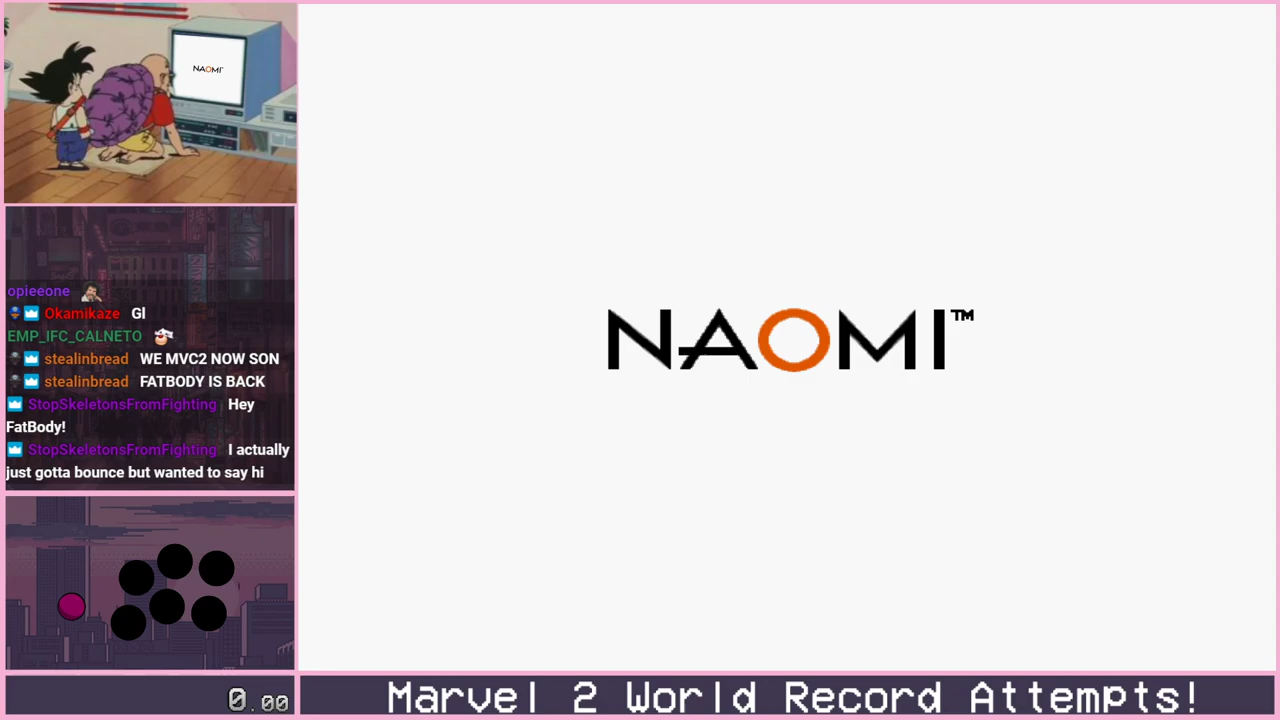 NAOMI
opieeone
Okamikaze Gl
EMP_IFC_CALNETO
stealinbread WE MVC2 NOW SON
stealinbread FATBODY IS BACK
StopSkeletonsFromFighting Hey
FatBody!
StopSkeletonsFromFighting: I actually
just gotta bounce but wanted to say hi
NAOMI™
0.00
Marvel 2 World Record Attempts!